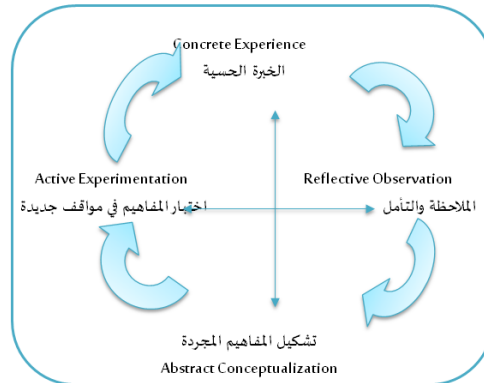 Concrete Experience
الخبرة الحسية
Active Experimentation
اختبار المفاهيم في مواقف جديدة
Reflective Observation
الملاحظة والتأمل
تشكيل المفاهيم المجردة
Abstract Conceptualization